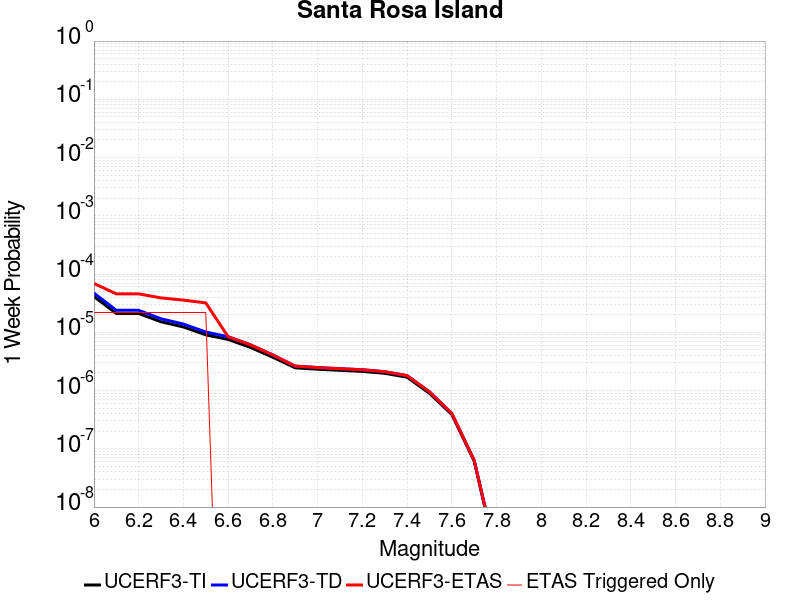 Santa Rosa Island
10^0
10^-1
10^-2
10^-3
10^-4
10^-5
10^-6
10^-7
10^-8
1 Week Probability
6 6.2 6.4 6.6 6.8 7 7.2 7.4 7.6 7.8 8 8.2 8.4 8.6 8.8 9
Magnitude
UCERF3-TI UCERF3-TD UCERF3-ETAS ETAS Triggered Only